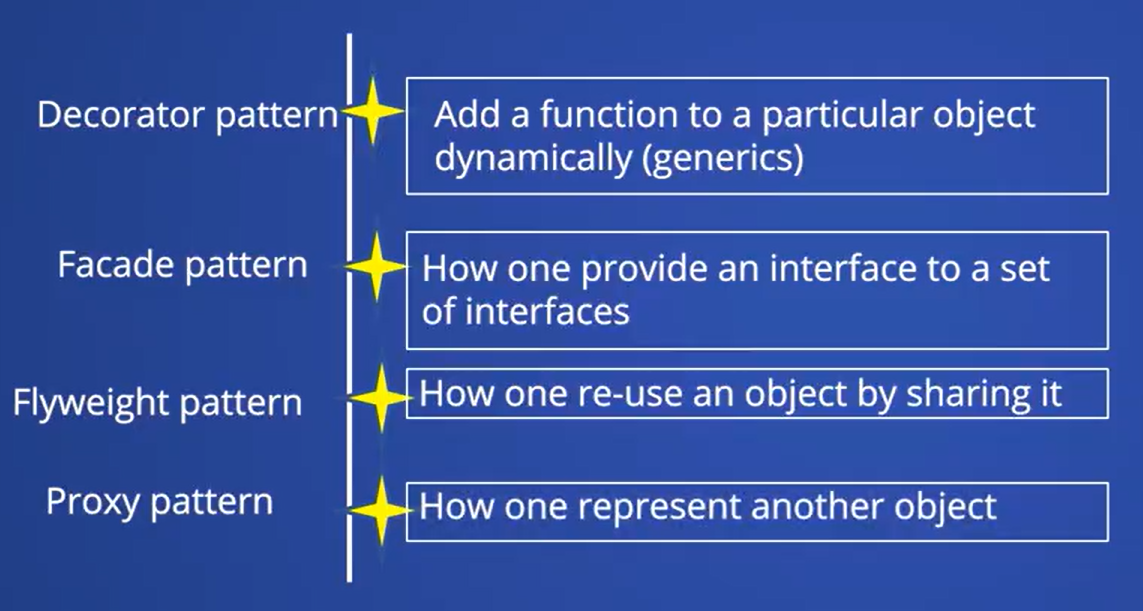 Decorator pattern
Add a function to a particular object
dynamically (generics)
Facade pattern
How one provide an interface to a set
of interfaces
Flyweight pattern
How one re-use an object by sharing it
Proxy pattern
How one represent another object